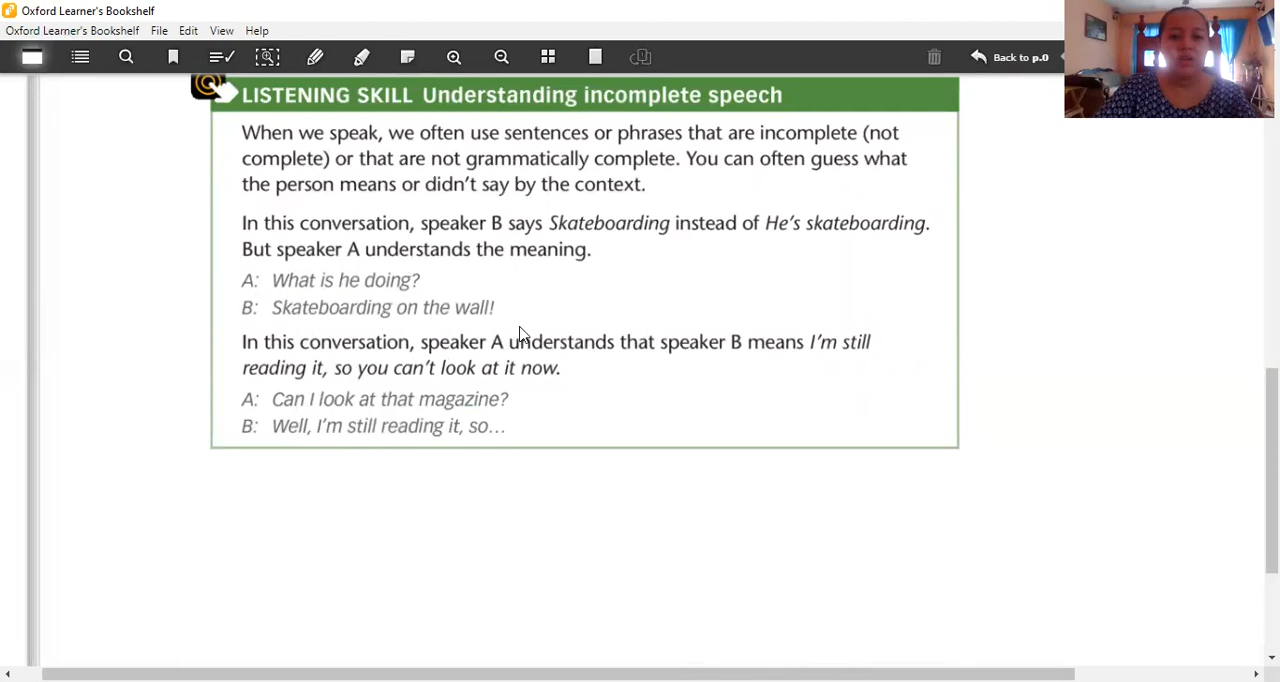 Oxford Learner's Bookshelf
Oxford Learner's Bookshelf File Edit View Help
Back to p.0
LISTENING SKILL Understanding incomplete speech
When we speak, we often use sentences or phrases that are incomplete (not
complete) or that are not grammatically complete. You can often guess what
the person means or didn't say by the context.
In this conversation, speaker B says Skateboarding instead of He's skateboarding.
But speaker A understands the meaning.
A: What is he doing?
B: Skateboarding on the wall!
In this conversation, speaker A understands that speaker B means I'm still
reading it, so you can't look at it now.
A: Can I look at that magazine?
B: Well, I'm still reading it, so...